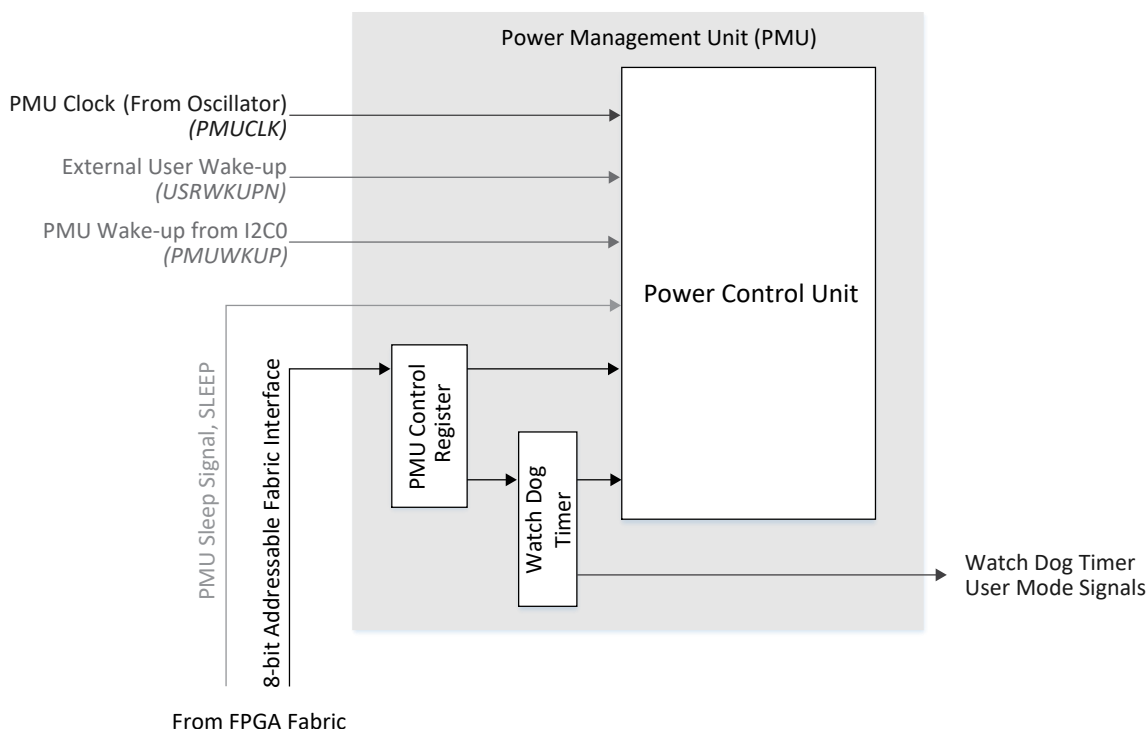 Power Management Unit (PMU)
PMU Clock (From Oscillator)
(PMUCLK)
External User Wake-up
(USRWKUPN)
PMU Wake-up from I2C0
(PMUWKUP)
Power Control Unit
PMU Sleep Signal, SLEEP
8-bit Addressable Fabric Interface
PMU Control
Register
Watch Dog
Timer
Watch Dog Timer
User Mode Signals
From FPGA Fabric